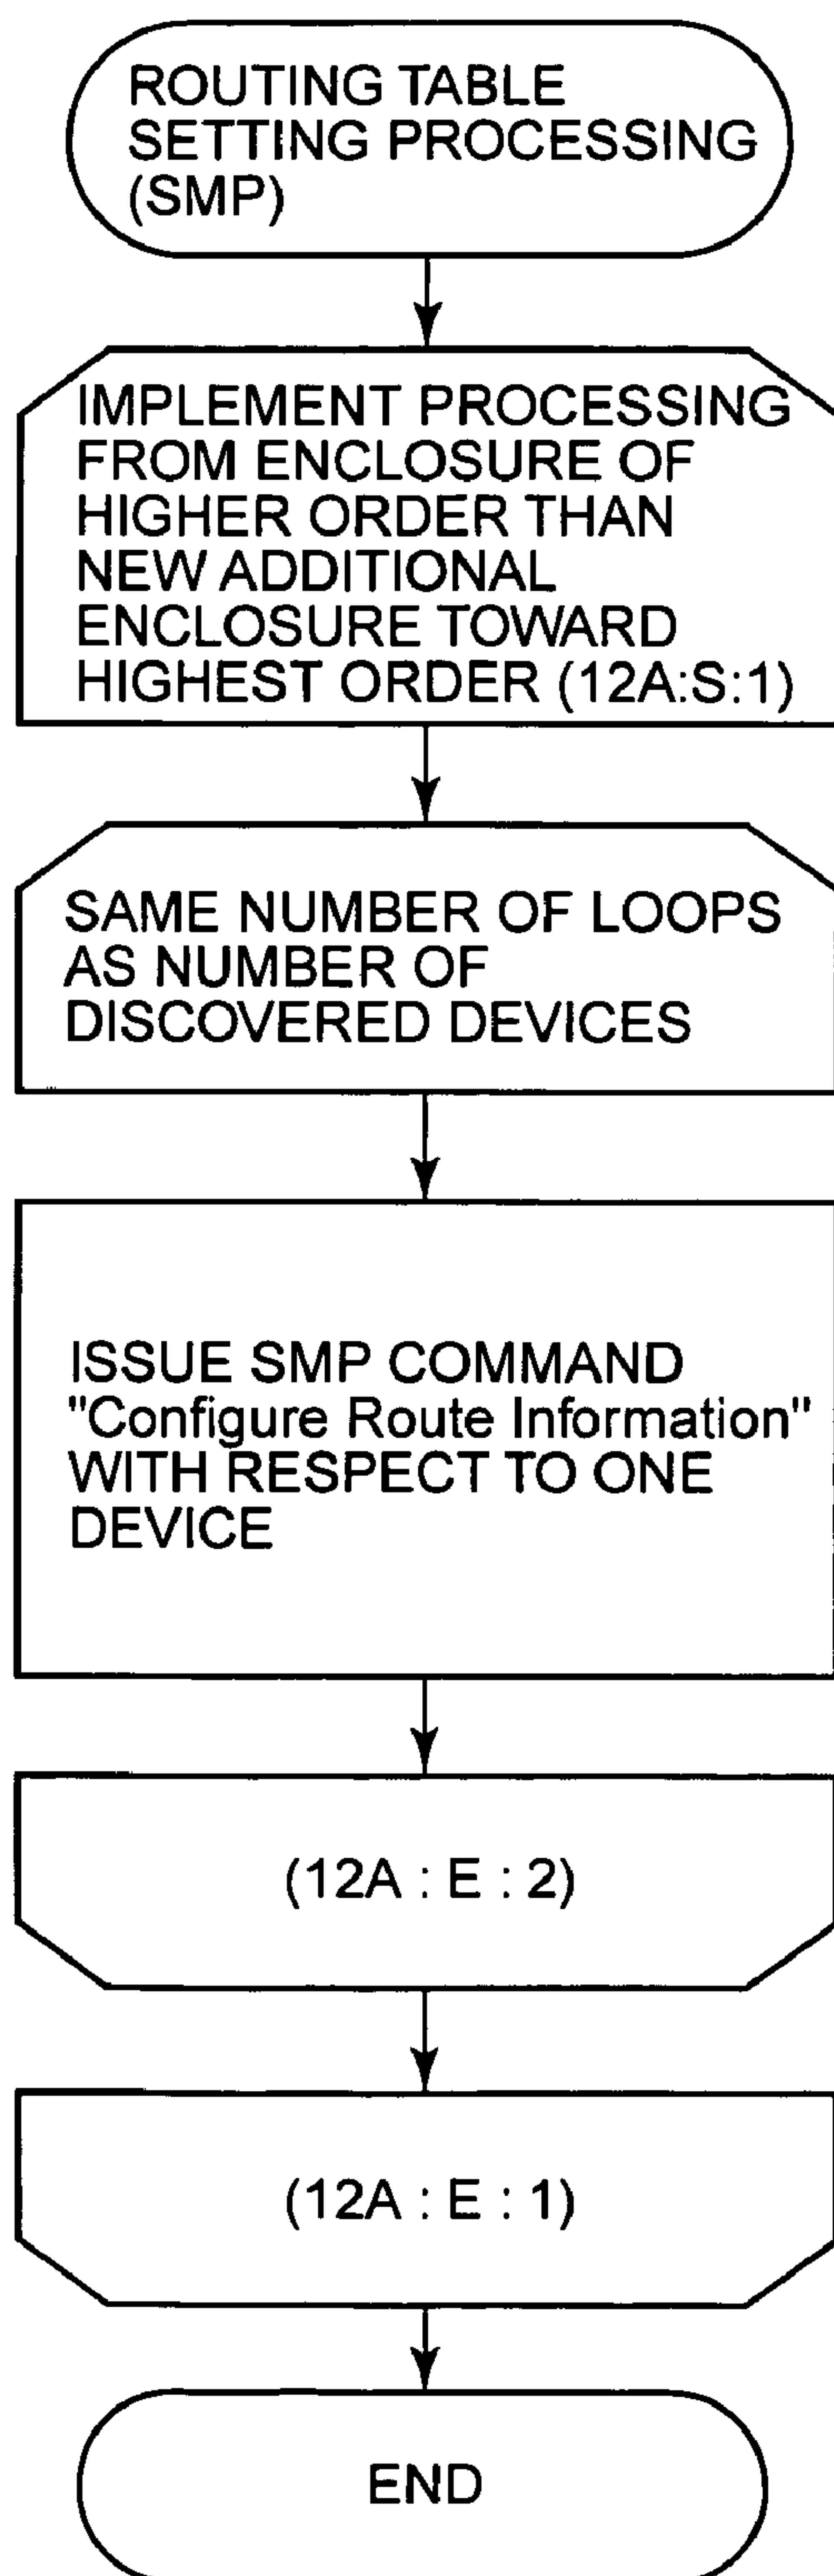 ROUTING TABLE
SETTING PROCESSING
(SMP)
IMPLEMENT PROCESSING
FROM ENCLOSURE OF
HIGHER ORDER THAN
NEW ADDITIONAL
ENCLOSURE TOWARD
HIGHEST ORDER (12A:S:1)
SAME NUMBER OF LOOPS
AS NUMBER OF
DISCOVERED DEVICES
ISSUE SMP COMMAND
"Configure Route Information"
WITH RESPECT TO ONE
DEVICE
(12A : E : 2)
(12A : E : 1)
END